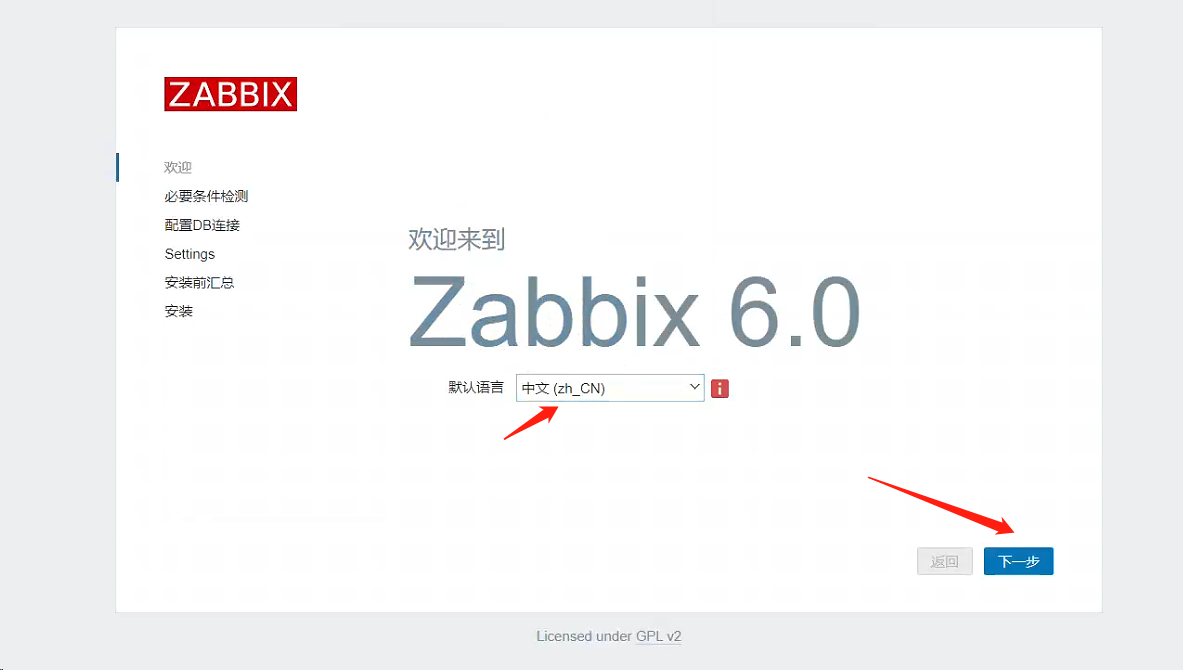 ZABBIX
欢迎
必要条件检测
配置DB连接
Settings
安装前汇总
安装
欢迎来到
Zabbix 6.0
默认语言 中文 (zh_CN) i
返回 下一步
Licensed under GPL v2